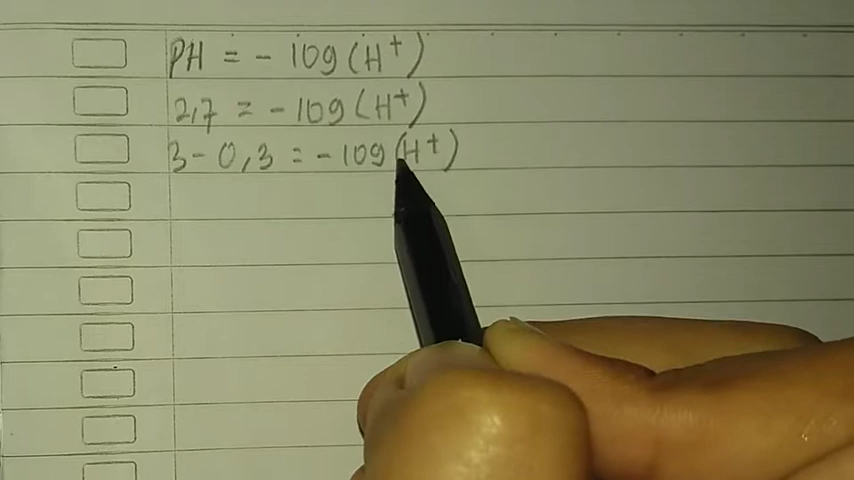 PH = - log (H⁺)
2,7 = - log (H⁺)
3 - 0,3 = - log (H⁺)